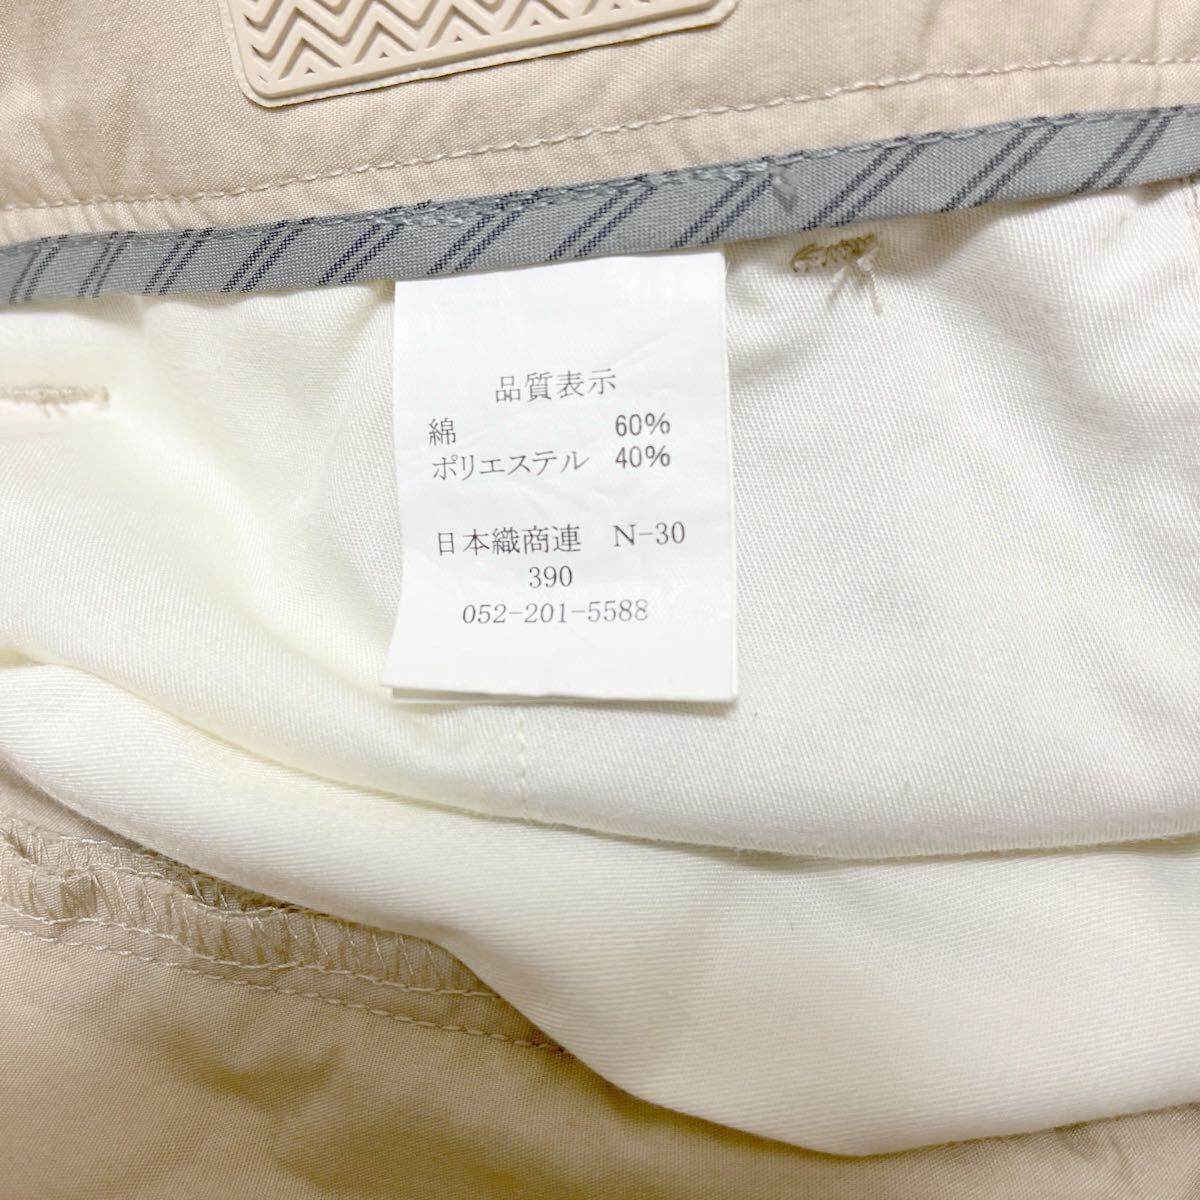 品質表示
綿 60%
ポリエステル 40%
日本織商連 N-30
390
052-201-5588